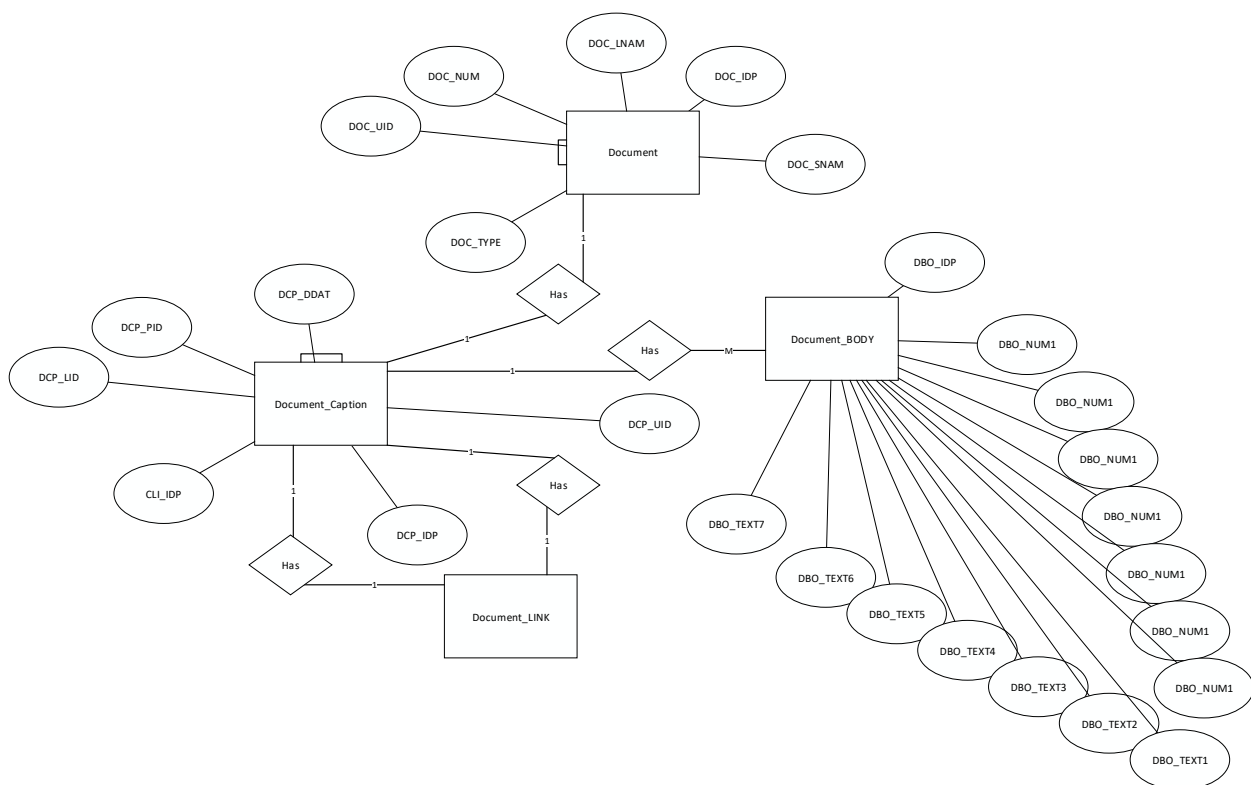 DOC_LNAM
DOC_NUM
DOC_IDP
DOC_UID
Document
DOC_SNAM
DOC_TYPE
1
DBO_IDP
Has
DCP_DDAT
DCP_PID
1
Document_BODY
DBO_NUM1
Has
M
1
DCP_LID
Document_Caption
DBO_NUM1
DCP_UID
1
DBO_NUM1
Has
1
CLI_IDP
DBO_NUM1
DBO_TEXT7
DCP_IDP
1
Has
DBO_NUM1
DBO_TEXT6
1
DBO_TEXT5
Document_LINK
DBO_NUM1
DBO_TEXT4
DBO_TEXT3
DBO_NUM1
DBO_TEXT2
DBO_TEXT1